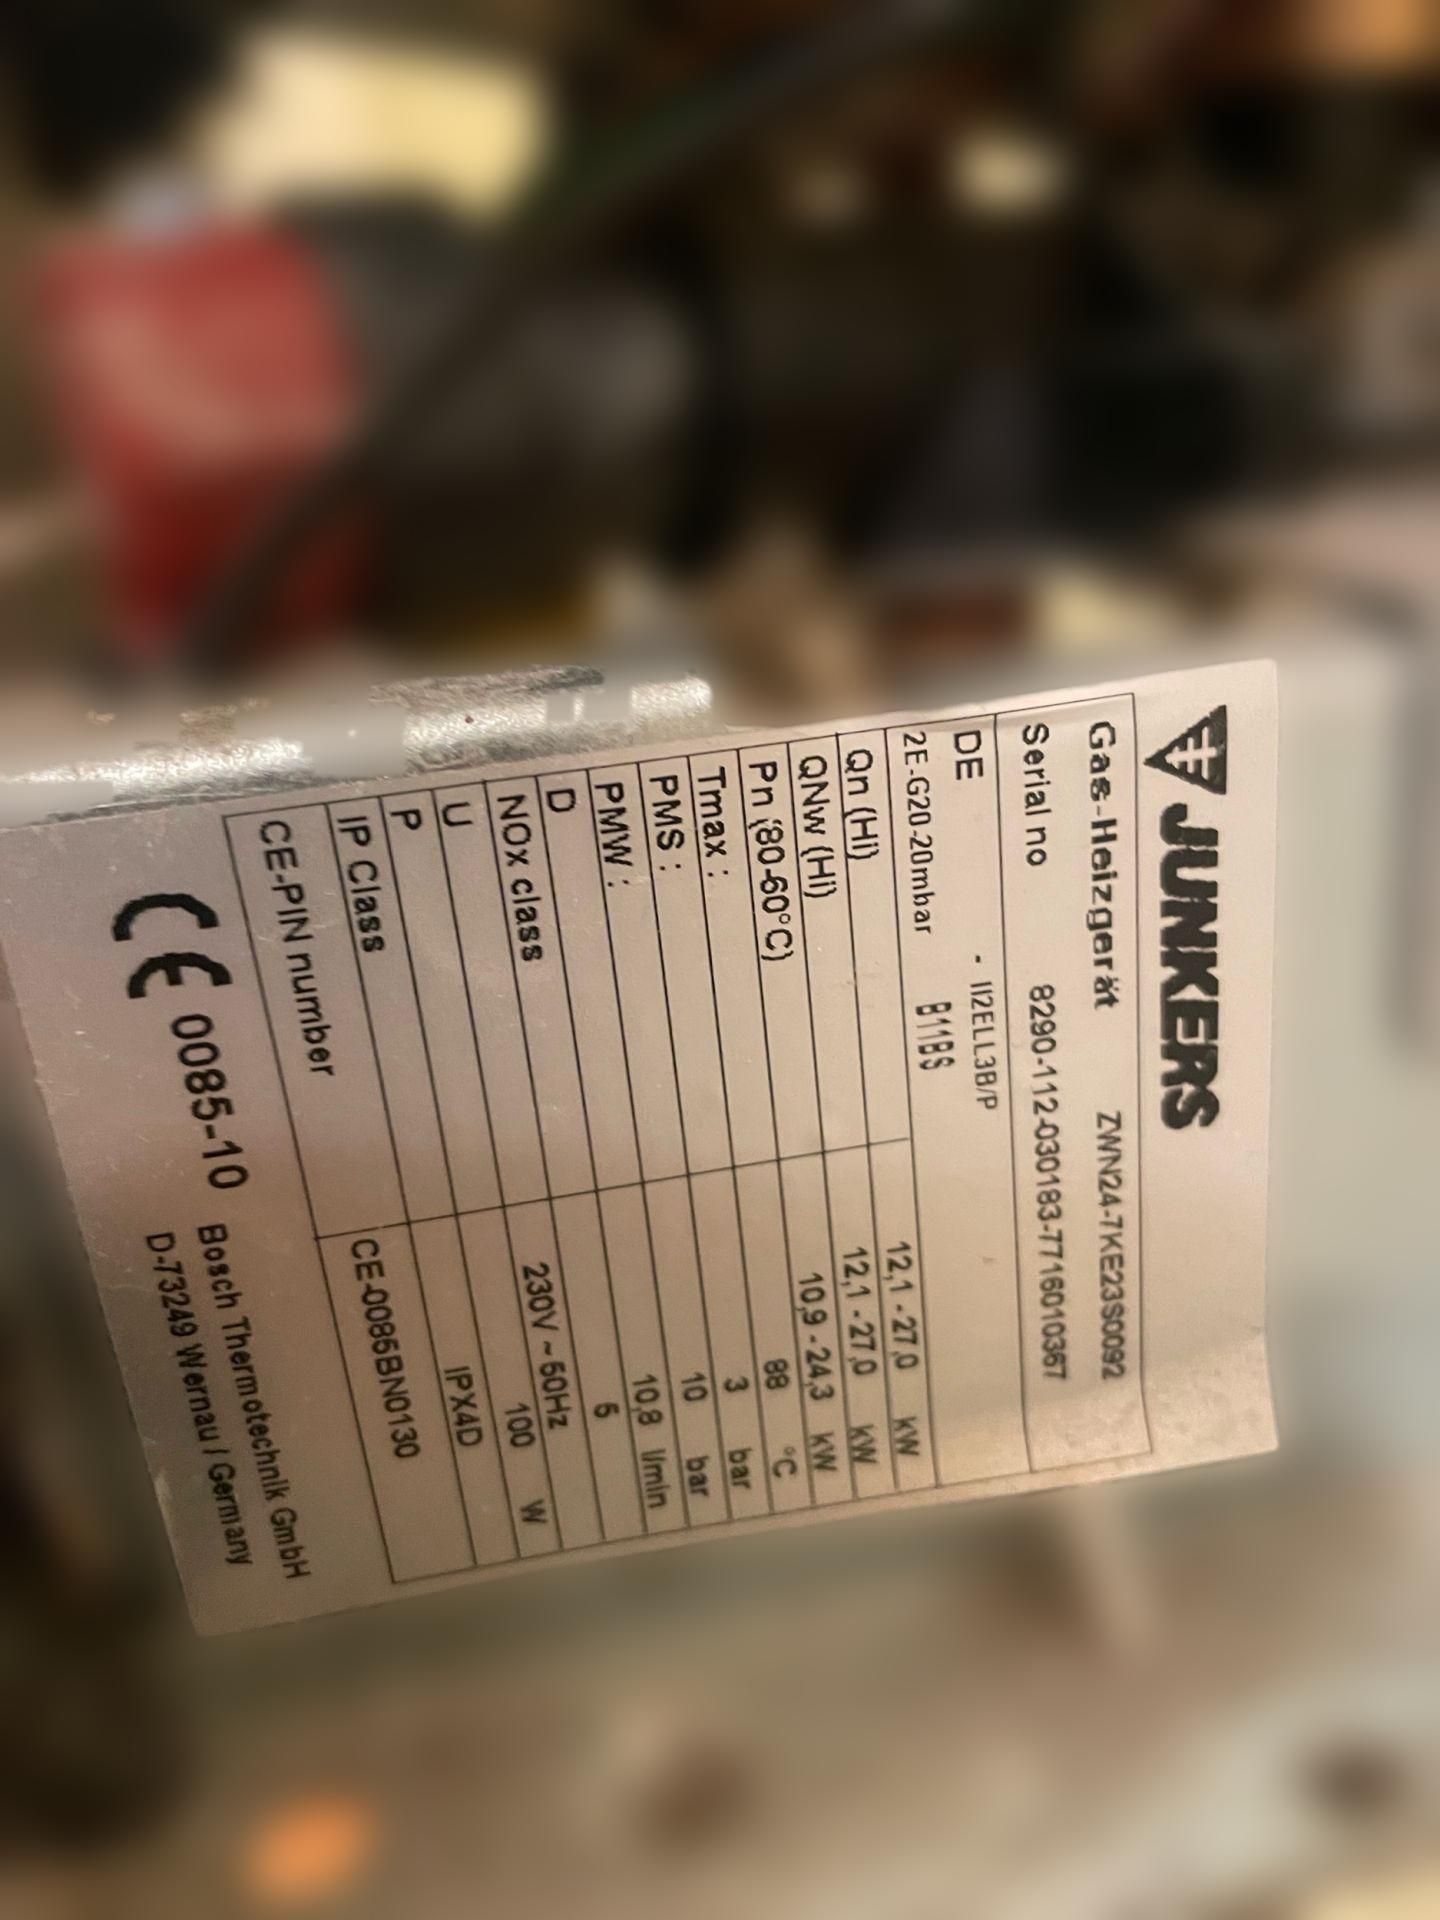 JUNKERS
Gas-Heizgerät ZWN24-7KE23S0092
Serial no 8290-112-030183-7716010367
DE - II2ELL3B/P
2E-G20-20mbar B11BS
Qn (Hi) 12,1 - 27,0 kW
QNw (Hi) 12,1 - 27,0 kW
Pn (80-60°C) 10,9 - 24,3 kW
Tmax : 88 °C
PMS : 3 bar
PMW : 10 bar
D 10,8 l/min
NOx class 5
U 230V ~ 50Hz
P 100 W
IP Class IPX4D
CE-PIN number CE-0085BN0130
CE 0085-10 Bosch Thermotechnik GmbH
D-73249 Wernau / Germany